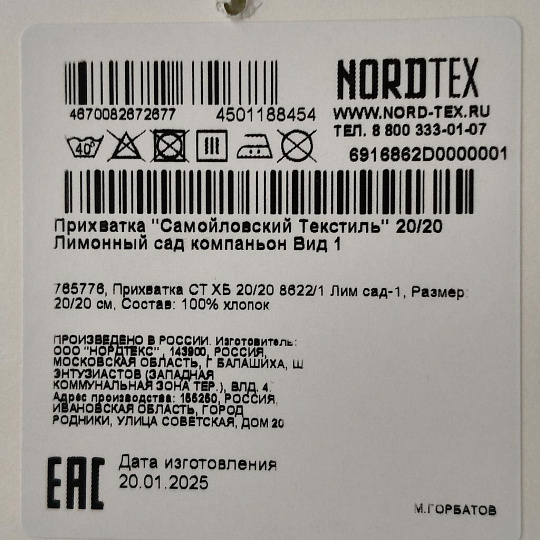 NORDTEX
4670082672677 4501188454
WWW.NORD-TEX.RU
ТЕЛ. 8 800 333-01-07
40°
6916862D0000001
Прихватка "Самойловский Текстиль" 20/20
Лимонный сад компаньон Вид 1
765776, Прихватка СТ ХБ 20/20 8622/1 Лим сад-1, Размер:
20/20 см, Состав: 100% хлопок
ПРОИЗВЕДЕНО В РОССИИ. Изготовитель:
ООО "НОРДТЕКС", 143900, РОССИЯ,
МОСКОВСКАЯ ОБЛАСТЬ, Г БАЛАШИХА, Ш
ЭНТУЗИАСТОВ (ЗАПАДНАЯ
КОММУНАЛЬНАЯ ЗОНА ТЕР.), ВЛД. 4.
Адрес производства: 155250, РОССИЯ,
ИВАНОВСКАЯ ОБЛАСТЬ, ГОРОД
РОДНИКИ, УЛИЦА СОВЕТСКАЯ, ДОМ 20
EAC
Дата изготовления
20.01.2025
М.ГОРБАТОВ